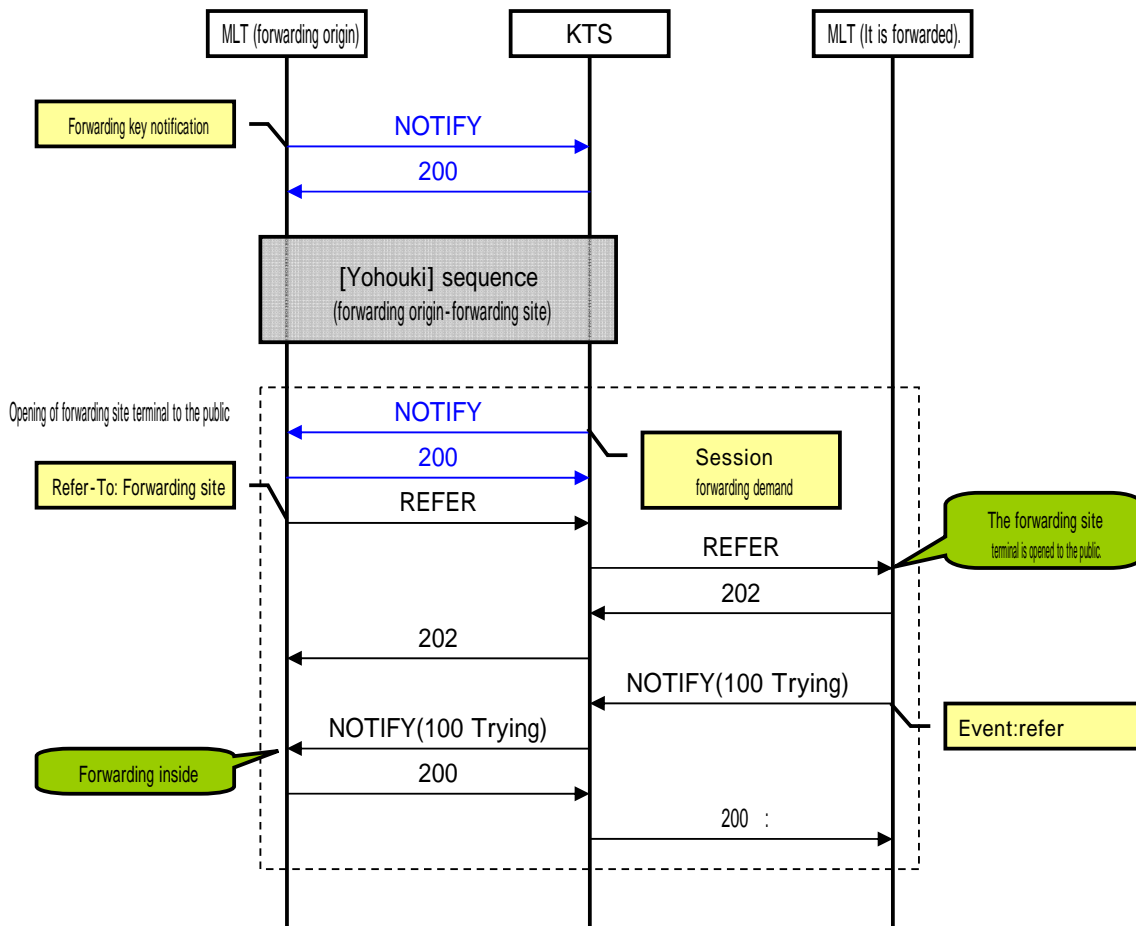 MLT (forwarding origin)
KTS
MLT (It is forwarded).
Forwarding key notification
NOTIFY
200
[Yohouki] sequence
(forwarding origin-forwarding site)
Opening of forwarding site terminal to the public
NOTIFY
200
Session
forwarding demand
Refer-To: Forwarding site
REFER
The forwarding site
terminal is opened to the public.
REFER
202
202
NOTIFY(100 Trying)
Event:refer
NOTIFY(100 Trying)
Forwarding inside
200
200 :